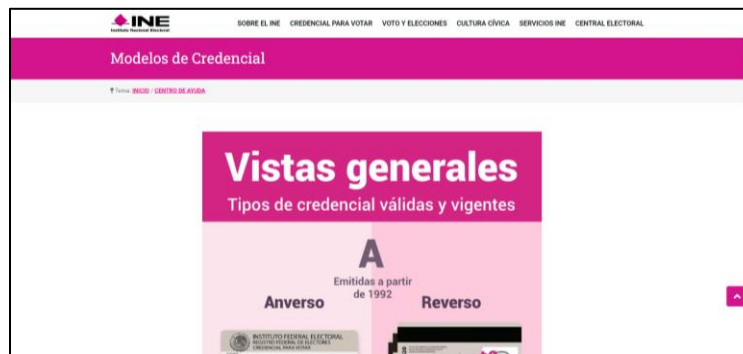 INE
Instituto Nacional Electoral
SOBRE EL INE CREDENCIAL PARA VOTAR VOTO Y ELECCIONES CULTURA CÍVICA SERVICIOS INE CENTRAL ELECTORAL
Modelos de Credencial
Tema: INICIO / CENTRO DE AYUDA
Vistas generales
Tipos de credencial válidas y vigentes
A
Emitidas a partir
de 1992
Anverso Reverso
INSTITUTO FEDERAL ELECTORAL
REGISTRO FEDERAL DE ELECTORES
CREDENCIAL PARA VOTAR